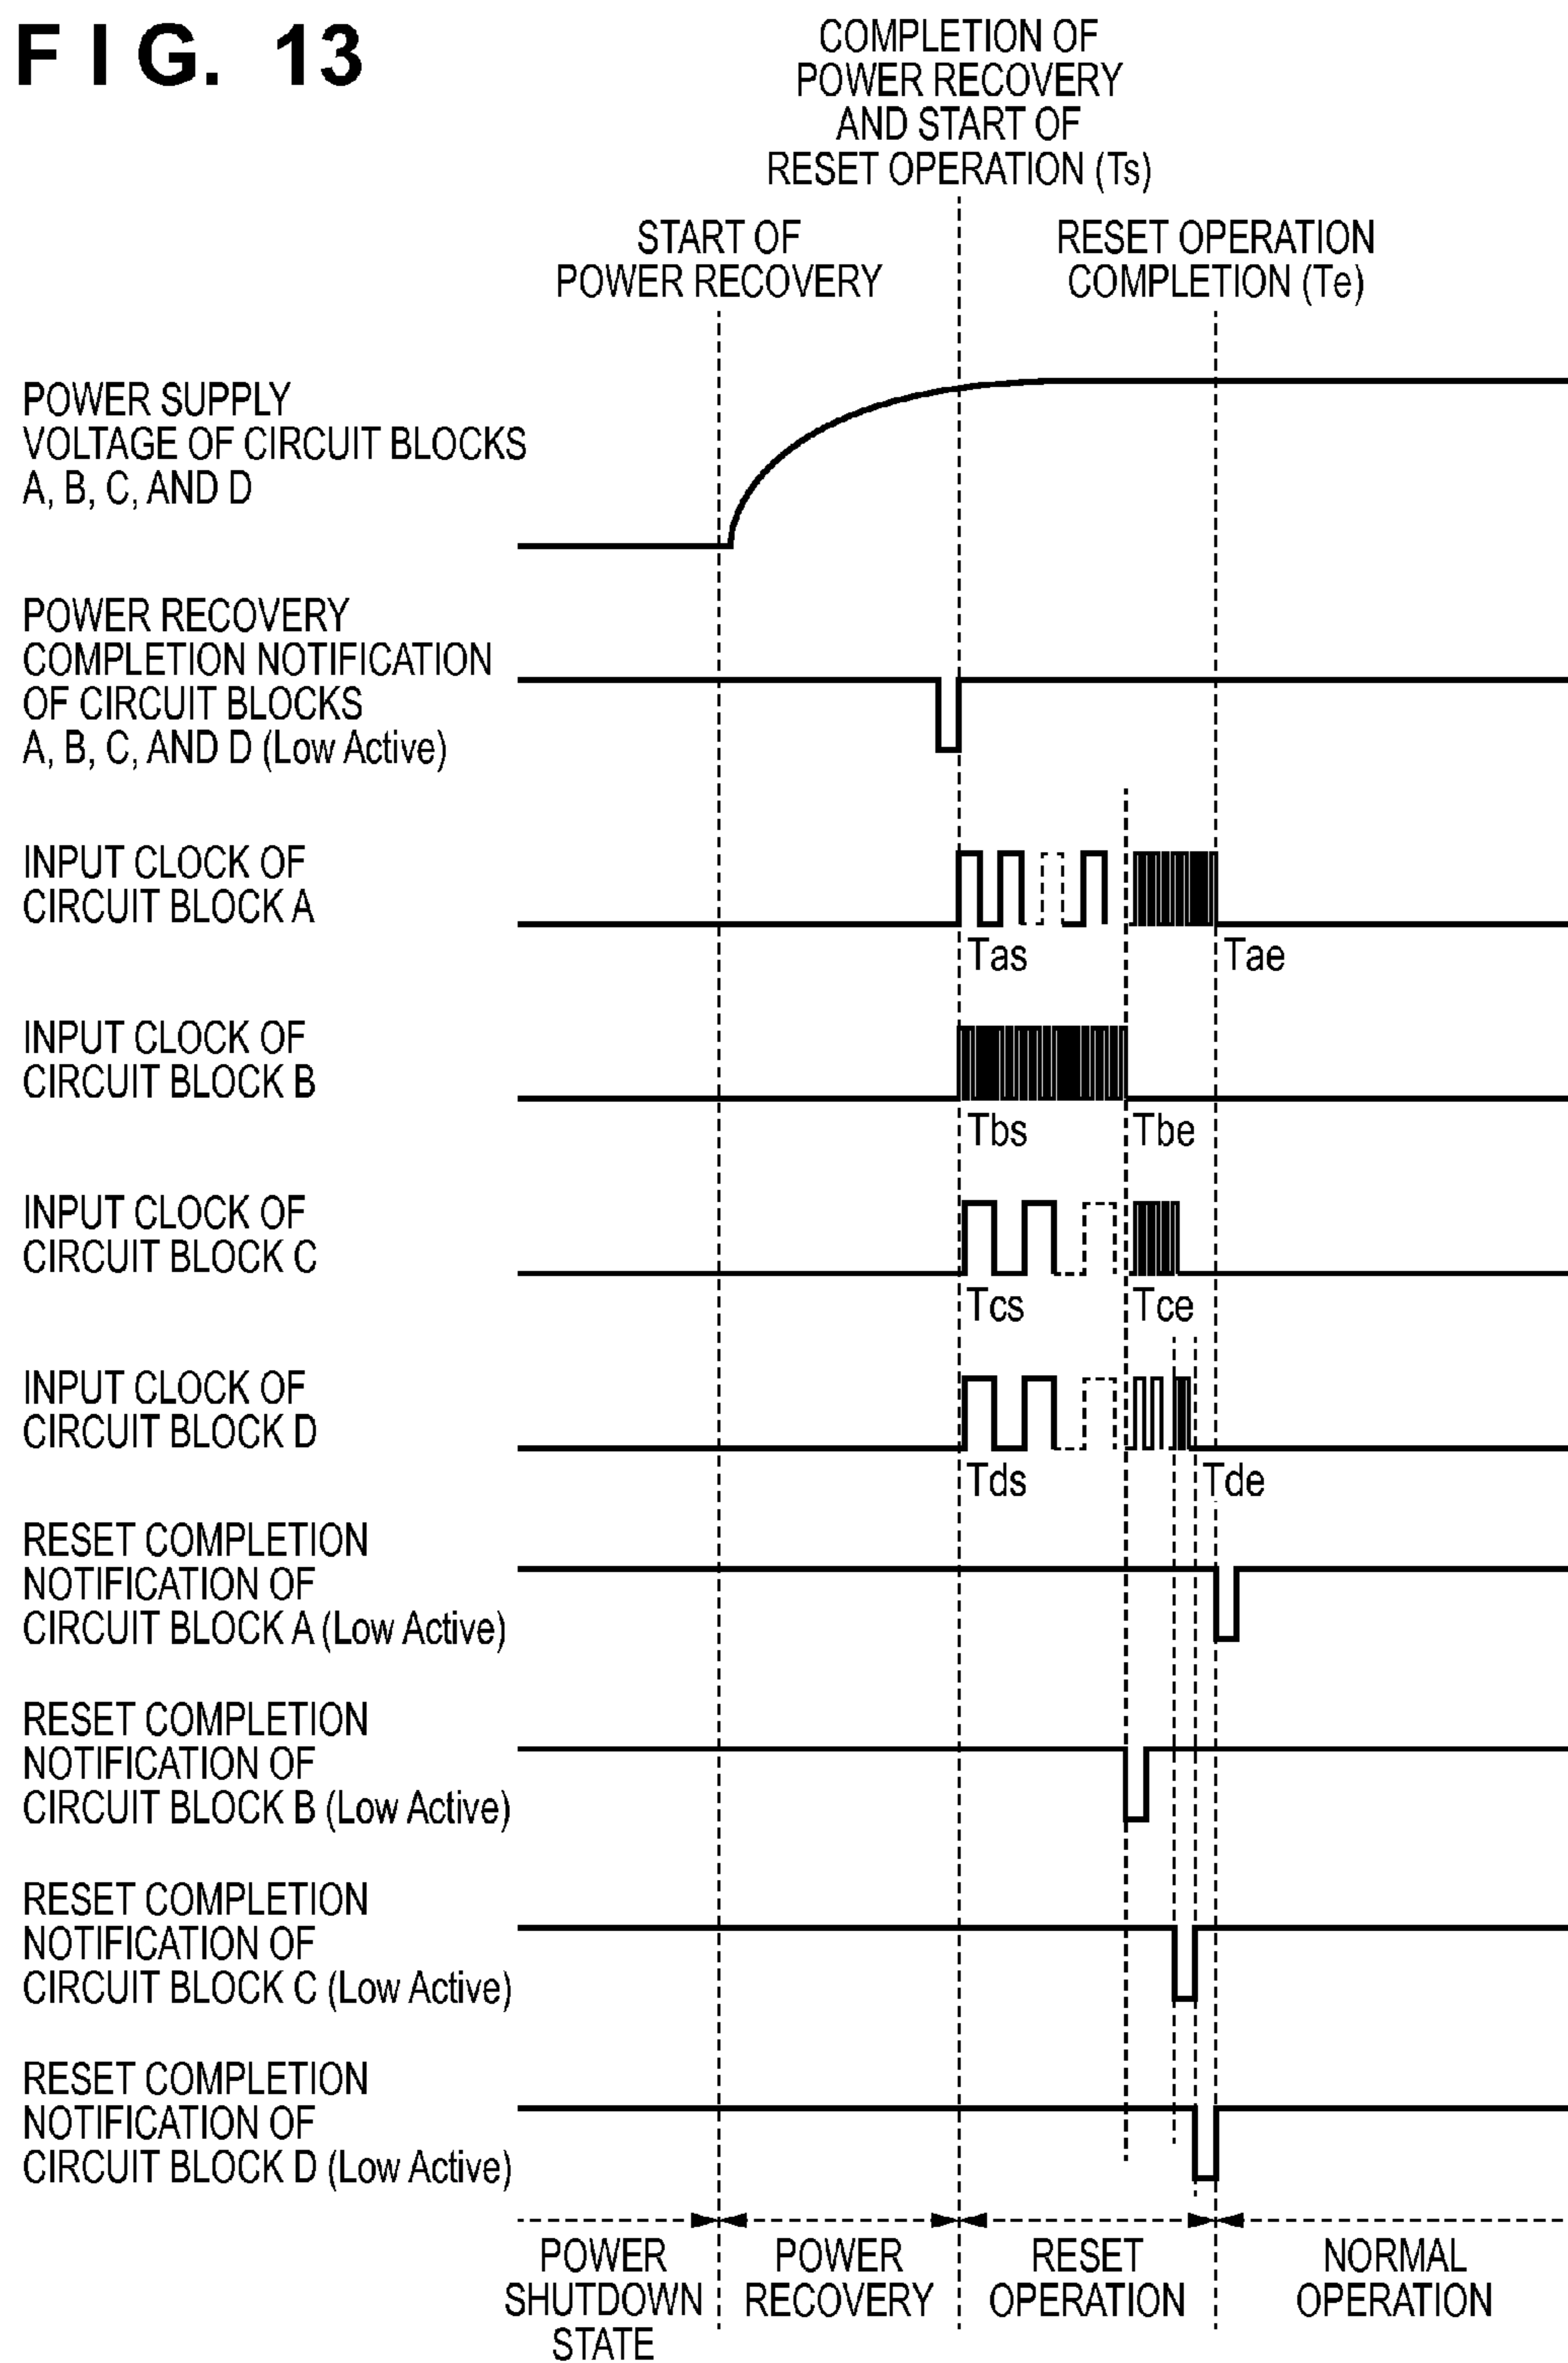 FIG. 13
COMPLETION OF
POWER RECOVERY
AND START OF
RESET OPERATION (Ts)
START OF
POWER RECOVERY
RESET OPERATION
COMPLETION (Te)
POWER SUPPLY
VOLTAGE OF CIRCUIT BLOCKS
A, B, C, AND D
POWER RECOVERY
COMPLETION NOTIFICATION
OF CIRCUIT BLOCKS
A, B, C, AND D (Low Active)
INPUT CLOCK OF
CIRCUIT BLOCK A
Tas
Tae
INPUT CLOCK OF
CIRCUIT BLOCK B
Tbs
Tbe
INPUT CLOCK OF
CIRCUIT BLOCK C
Tcs
Tce
INPUT CLOCK OF
CIRCUIT BLOCK D
Tds
Tde
RESET COMPLETION
NOTIFICATION OF
CIRCUIT BLOCK A (Low Active)
RESET COMPLETION
NOTIFICATION OF
CIRCUIT BLOCK B (Low Active)
RESET COMPLETION
NOTIFICATION OF
CIRCUIT BLOCK C (Low Active)
RESET COMPLETION
NOTIFICATION OF
CIRCUIT BLOCK D (Low Active)
POWER
SHUTDOWN
STATE
POWER
RECOVERY
RESET
OPERATION
NORMAL
OPERATION